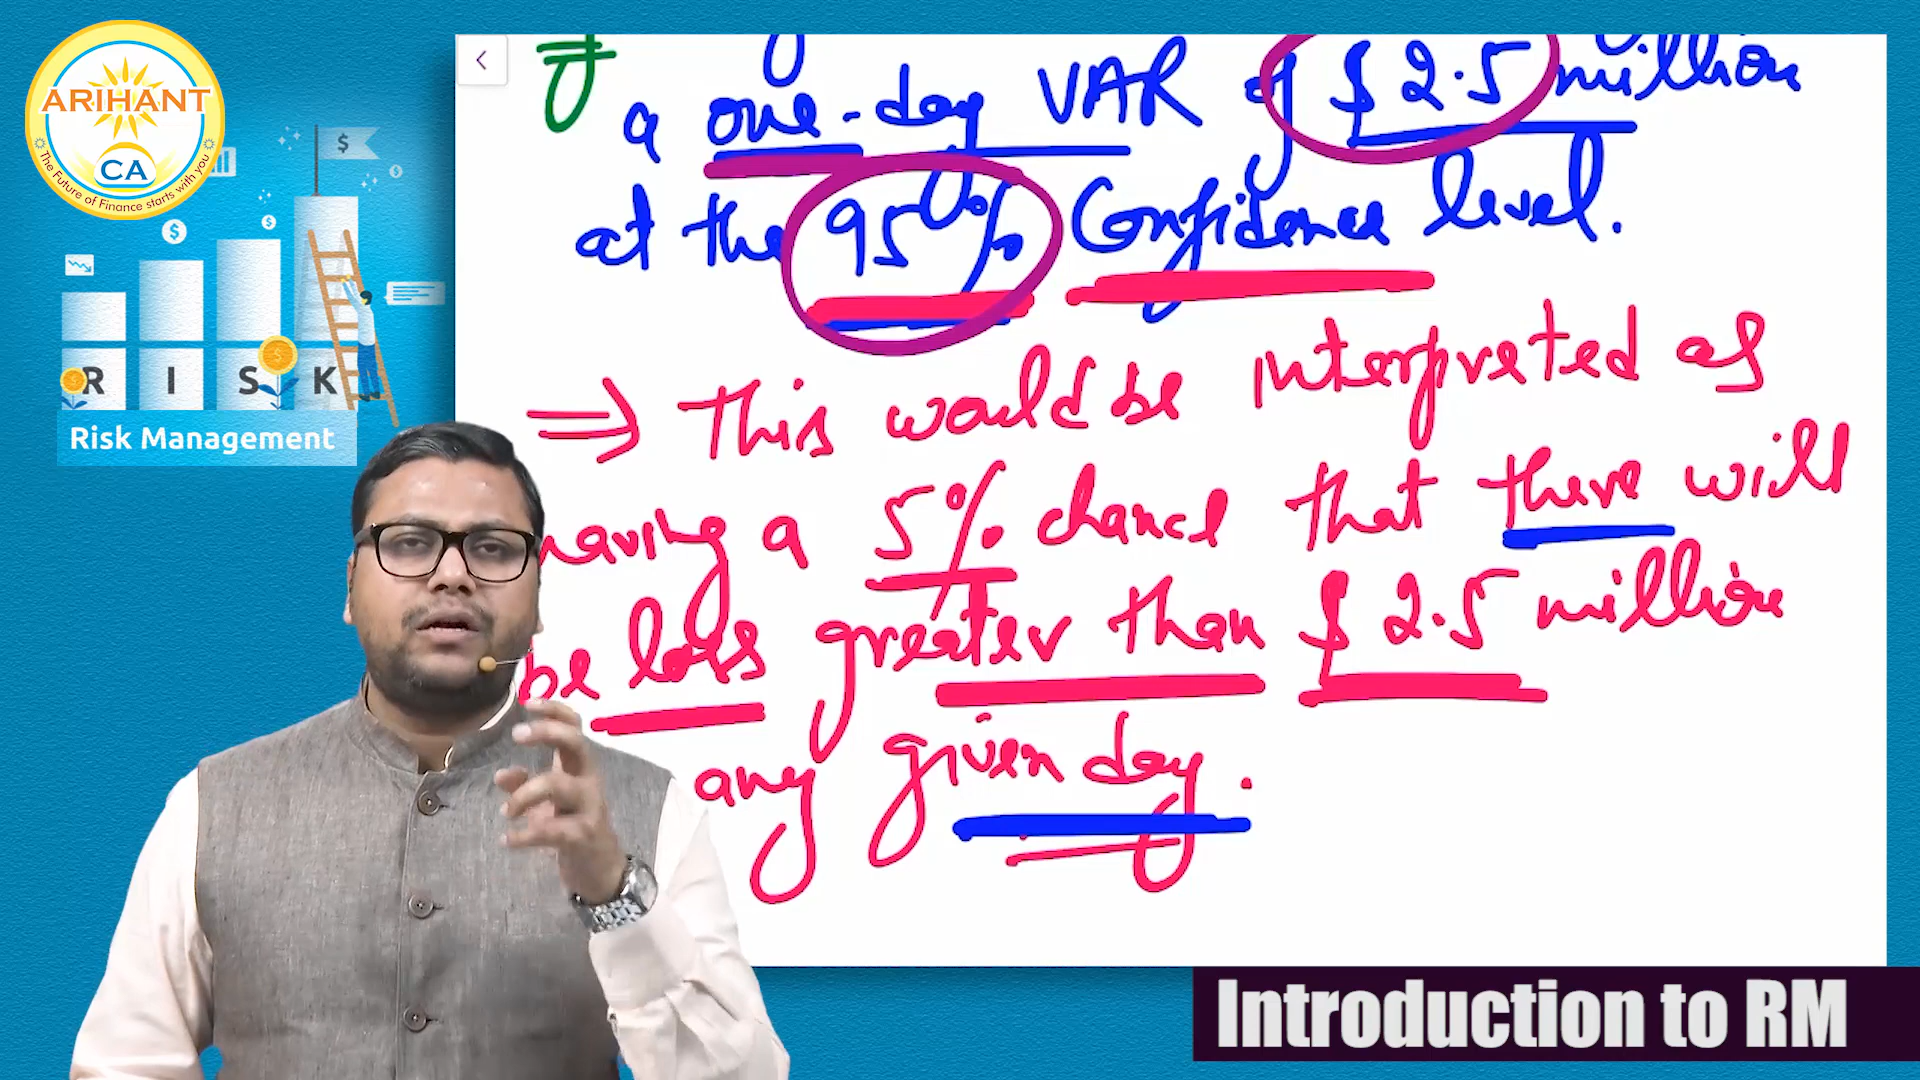 ARIHANT
CA
The Future of Finance starts with you
a one-day VAR of $2.5 million
at the 95% Confidence level.
⇒ This would be interpreted as
having a 5% chance that there will
be loss greater than $2.5 million
any given day.
R I S K
Risk Management
Introduction to RM